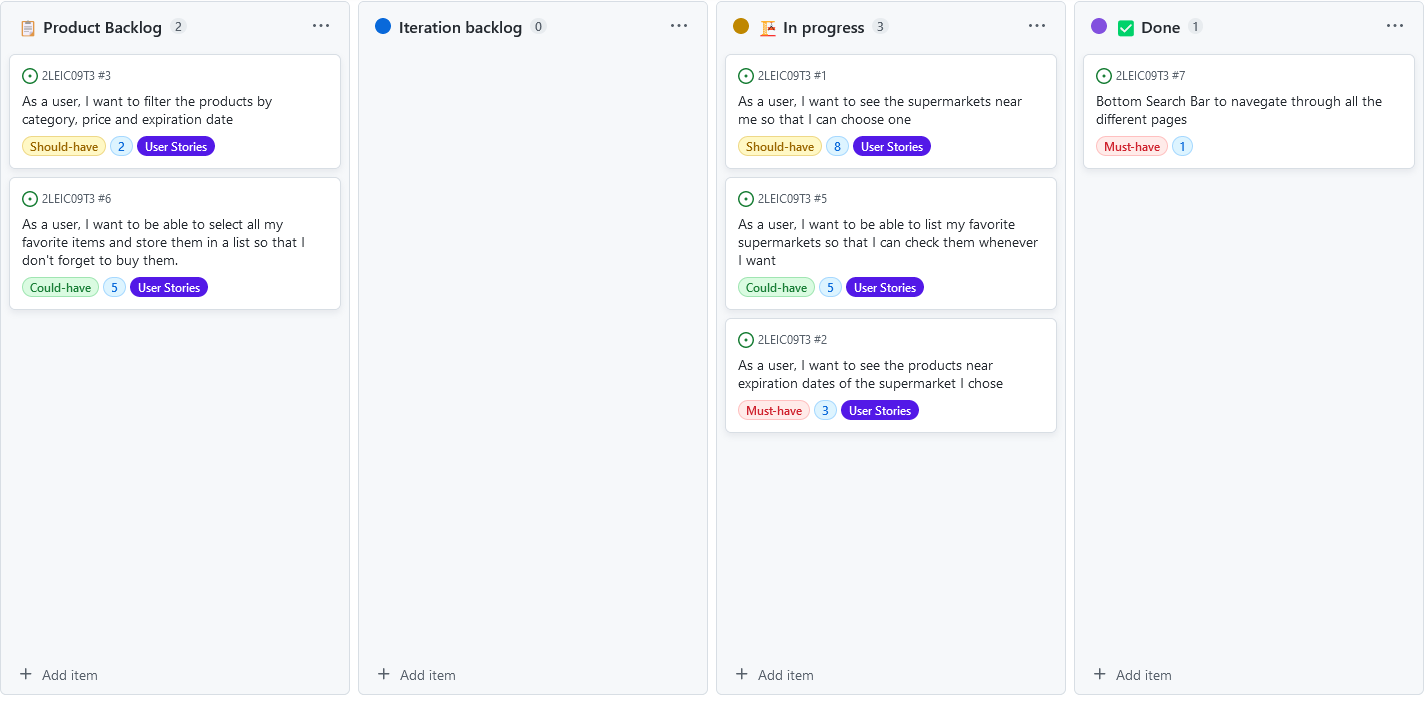 Product Backlog 2
2LEIC09T3 #3
As a user, I want to filter the products by
category, price and expiration date
Should-have 2 User Stories
2LEIC09T3 #6
As a user, I want to be able to select all my
favorite items and store them in a list so that I
don't forget to buy them.
Could-have 5 User Stories
Add item
Iteration backlog 0
Add item
In progress 3
2LEIC09T3 #1
As a user, I want to see the supermarkets near
me so that I can choose one
Should-have 8 User Stories
2LEIC09T3 #5
As a user, I want to be able to list my favorite
supermarkets so that I can check them whenever
I want
Could-have 5 User Stories
2LEIC09T3 #2
As a user, I want to see the products near
expiration dates of the supermarket I chose
Must-have 3 User Stories
Add item
Done 1
2LEIC09T3 #7
Bottom Search Bar to navegate through all the
different pages
Must-have 1
Add item